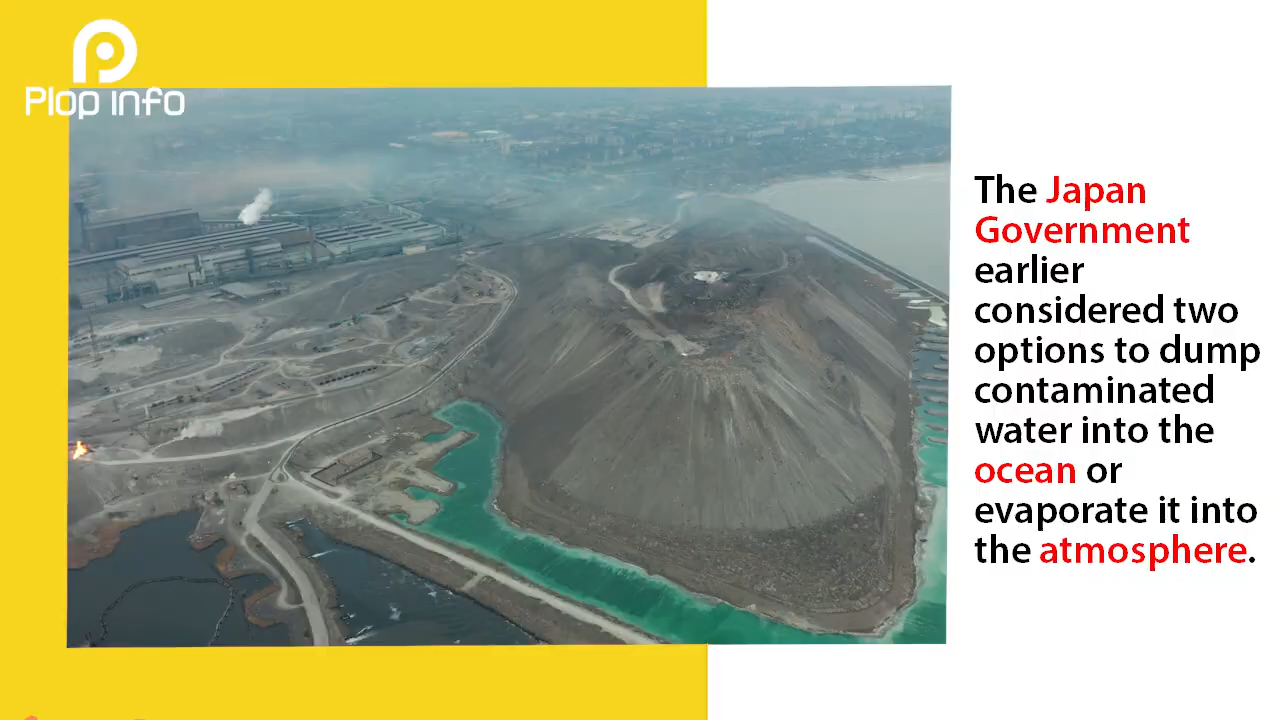 Plop info
The Japan
Government
earlier
considered two
options to dump
contaminated
water into the
ocean or
evaporate it into
the atmosphere.